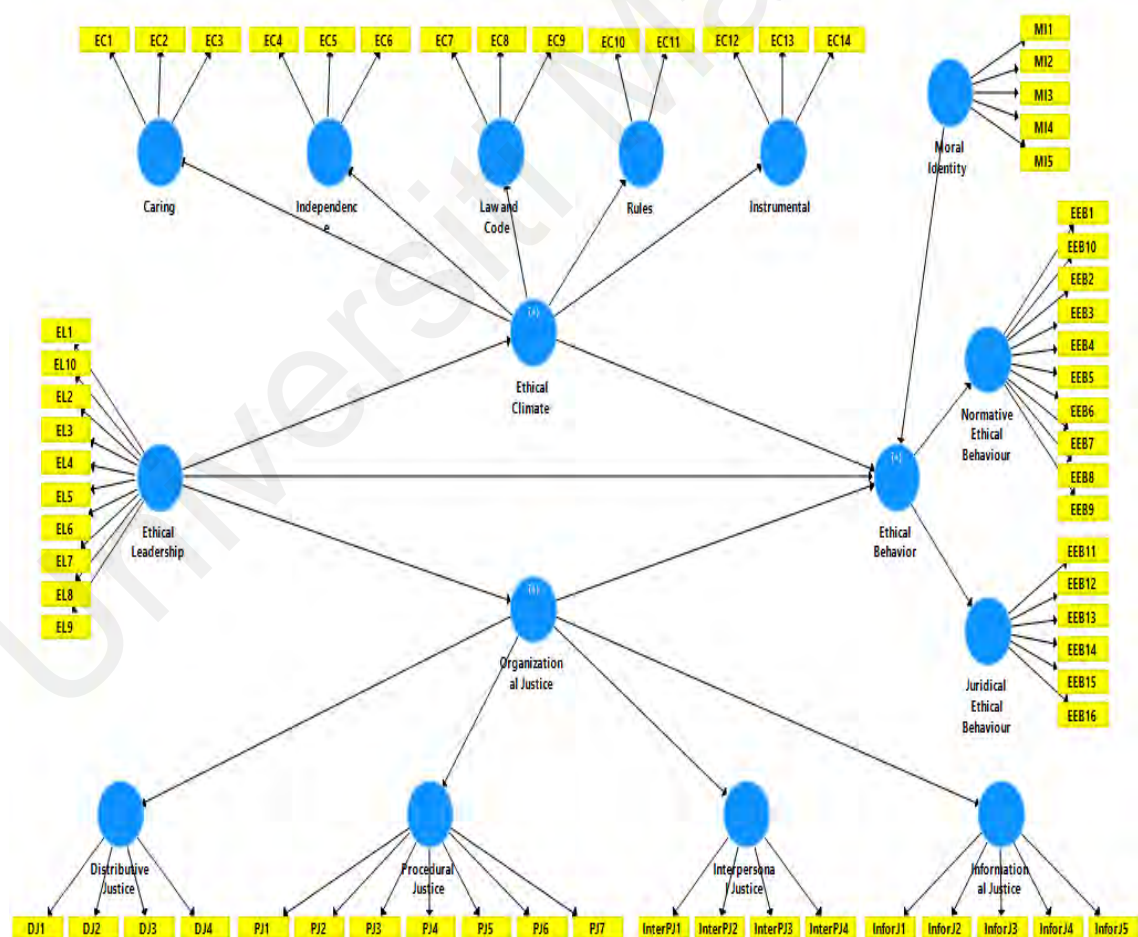 EC1 EC2 EC3 EC4 EC5 EC6 EC7 EC8 EC9 EC10 EC11 EC12 EC13 EC14
MI1
MI2
MI3
MI4
MI5
Moral
Identity
Caring
Independenc
e
Law and
Code
Rules
Instrumental
EEB1
EEB10
EEB2
EEB3
EEB4
EEB5
EEB6
EEB7
EEB8
EEB9
Normative
Ethical
Behaviour
Ethical
Climate
EL1
EL10
EL2
EL3
EL4
EL5
EL6
EL7
EL8
EL9
Ethical
Leadership
Ethical
Behavior
EEB11
EEB12
EEB13
EEB14
EEB15
EEB16
Juridical
Ethical
Behaviour
Organization
al Justice
Distributive
Justice
Procedural
Justice
Interpersona
l Justice
Information
al Justice
DJ1 DJ2 DJ3 DJ4 PJ1 PJ2 PJ3 PJ4 PJ5 PJ6 PJ7 InterPJ1 InterPJ2 InterPJ3 InterPJ4 InforJ1 InforJ2 InforJ3 InforJ4 InforJ5
Universiti